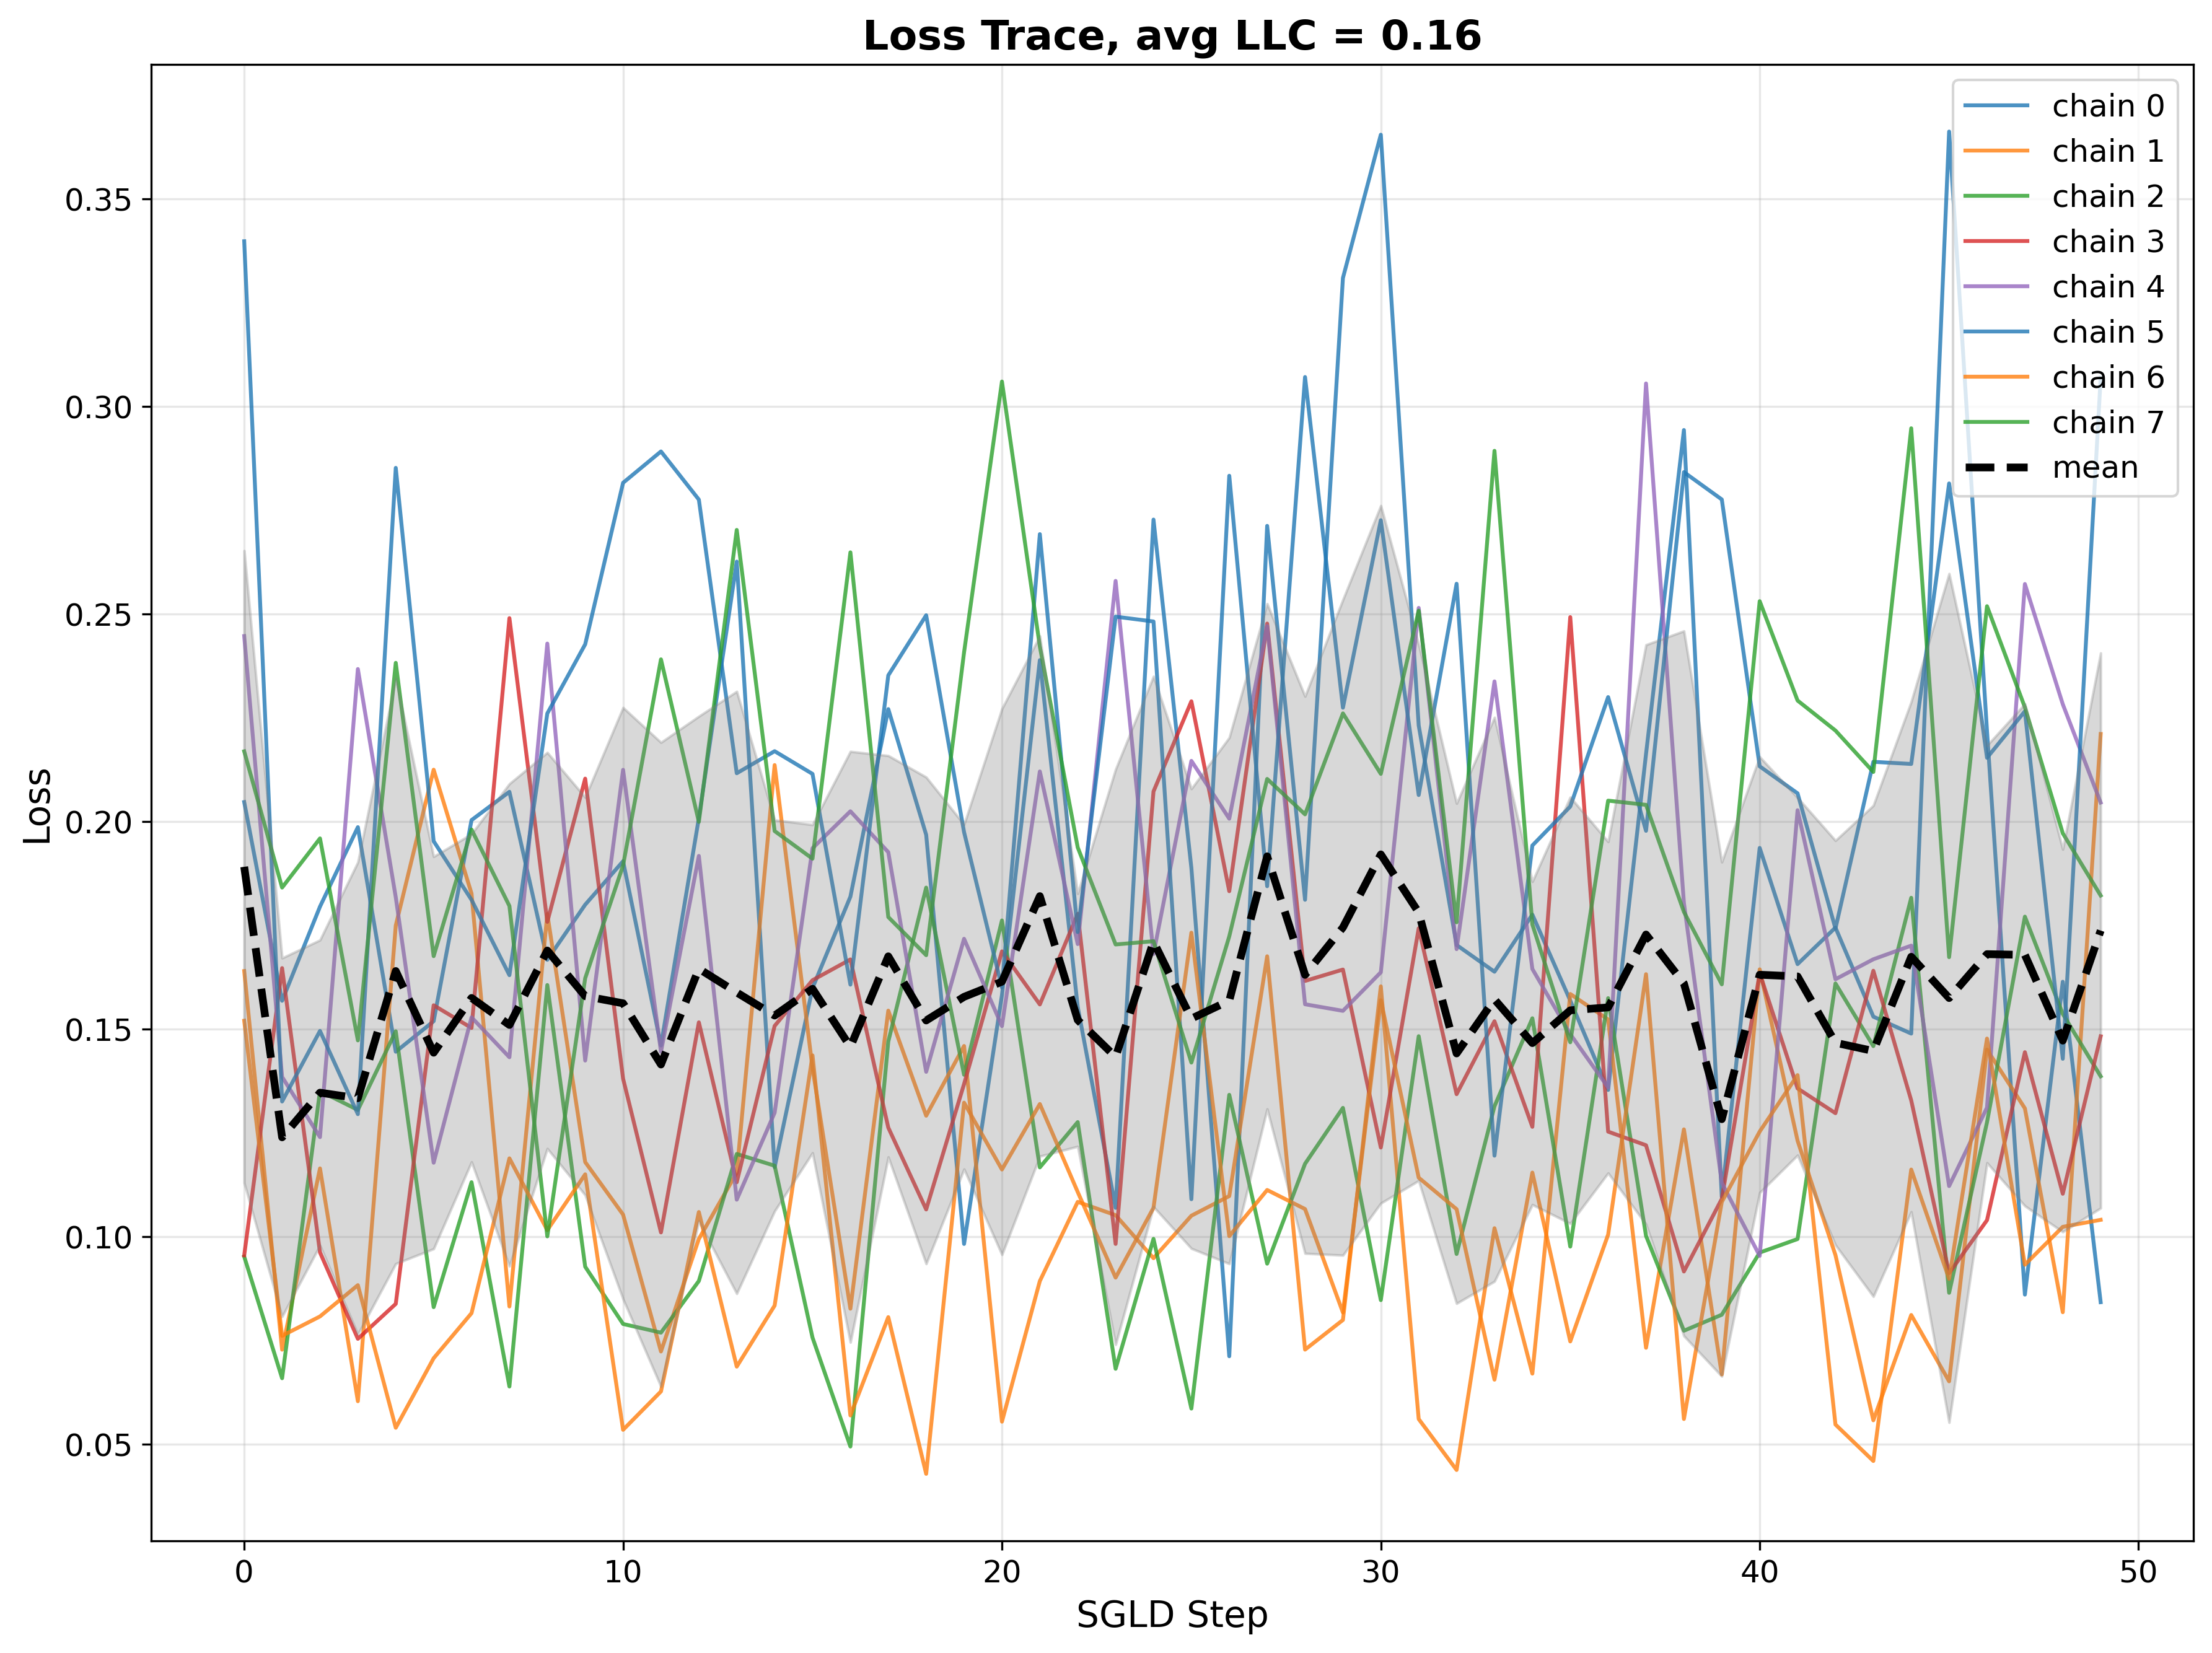 Loss Trace, avg LLC = 0.16
chain 0
chain 1
chain 2
chain 3
chain 4
chain 5
chain 6
chain 7
mean
Loss
0.35
0.30
0.25
0.20
0.15
0.10
0.05
0 10 20 30 40 50
SGLD Step